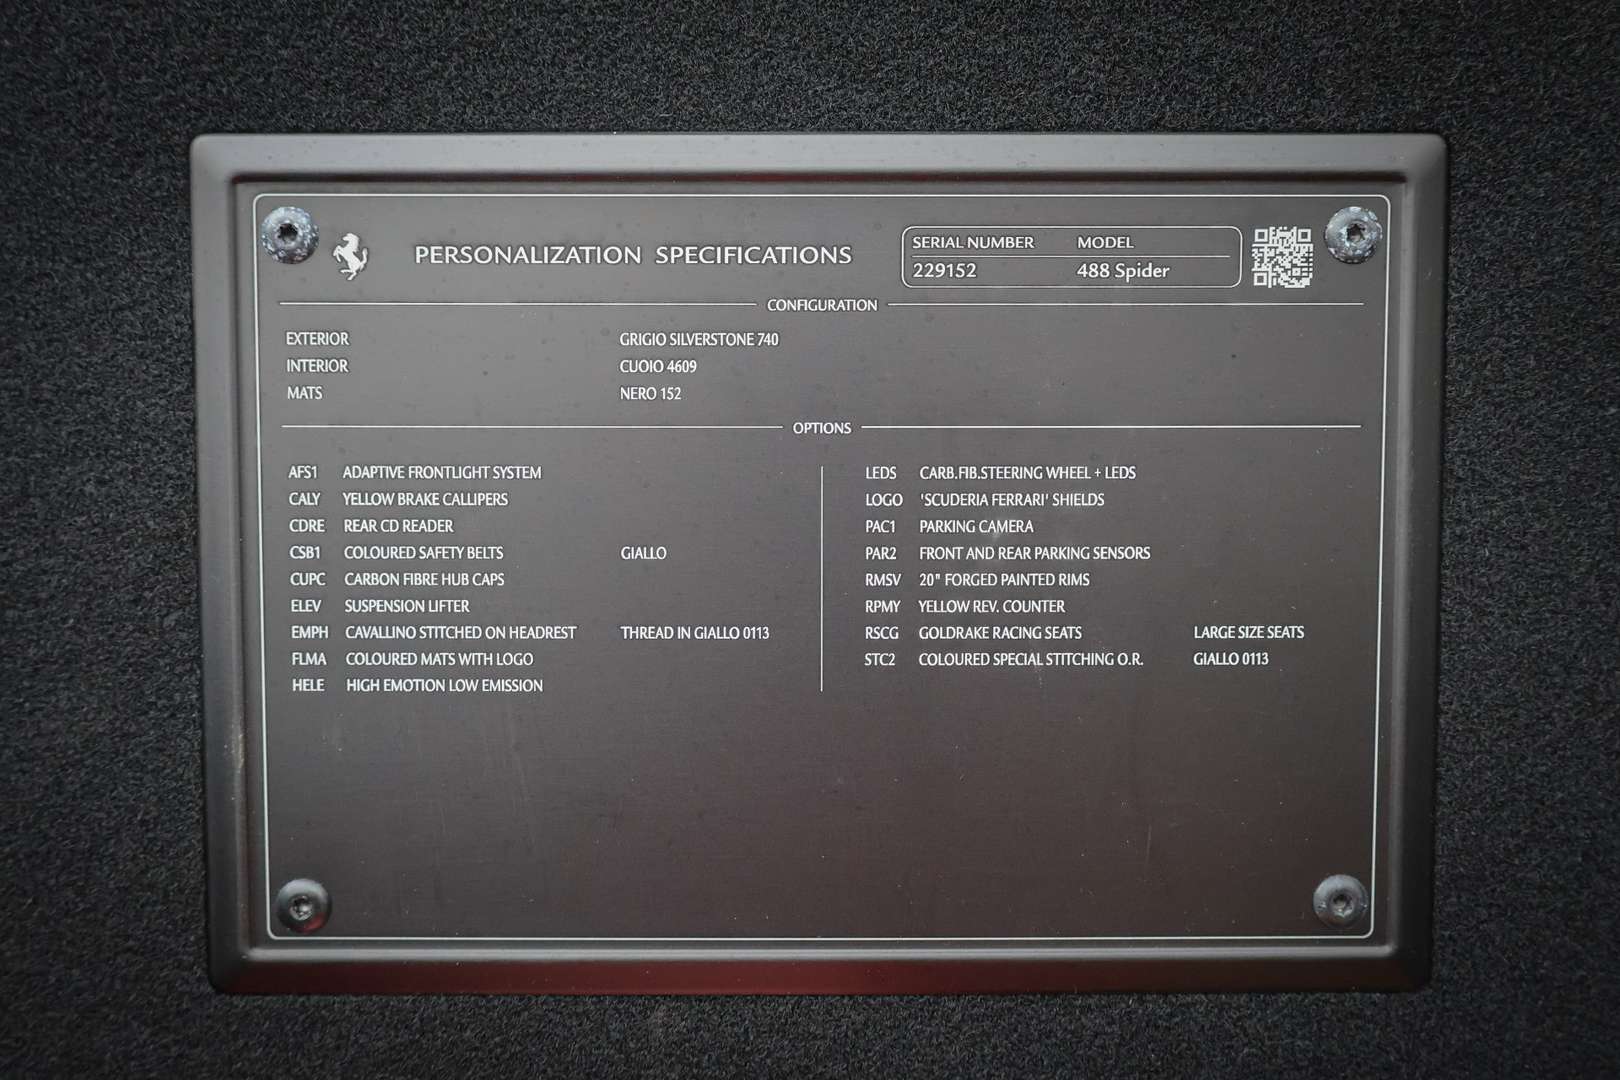 PERSONALIZATION SPECIFICATIONS
SERIAL NUMBER MODEL
229152 488 Spider
CONFIGURATION
EXTERIOR GRIGIO SILVERSTONE 740
INTERIOR CUOIO 4609
MATS NERO 152
OPTIONS
AFS1 ADAPTIVE FRONTLIGHT SYSTEM
CALY YELLOW BRAKE CALLIPERS
CDRE REAR CD READER
CSB1 COLOURED SAFETY BELTS GIALLO
CUPC CARBON FIBRE HUB CAPS
ELEV SUSPENSION LIFTER
EMPH CAVALLINO STITCHED ON HEADREST THREAD IN GIALLO 0113
FLMA COLOURED MATS WITH LOGO
HELE HIGH EMOTION LOW EMISSION
LEDS CARB.FIB.STEERING WHEEL + LEDS
LOGO 'SCUDERIA FERRARI' SHIELDS
PAC1 PARKING CAMERA
PAR2 FRONT AND REAR PARKING SENSORS
RMSV 20" FORGED PAINTED RIMS
RPMY YELLOW REV. COUNTER
RSCG GOLDRAKE RACING SEATS LARGE SIZE SEATS
STC2 COLOURED SPECIAL STITCHING O.R. GIALLO 0113